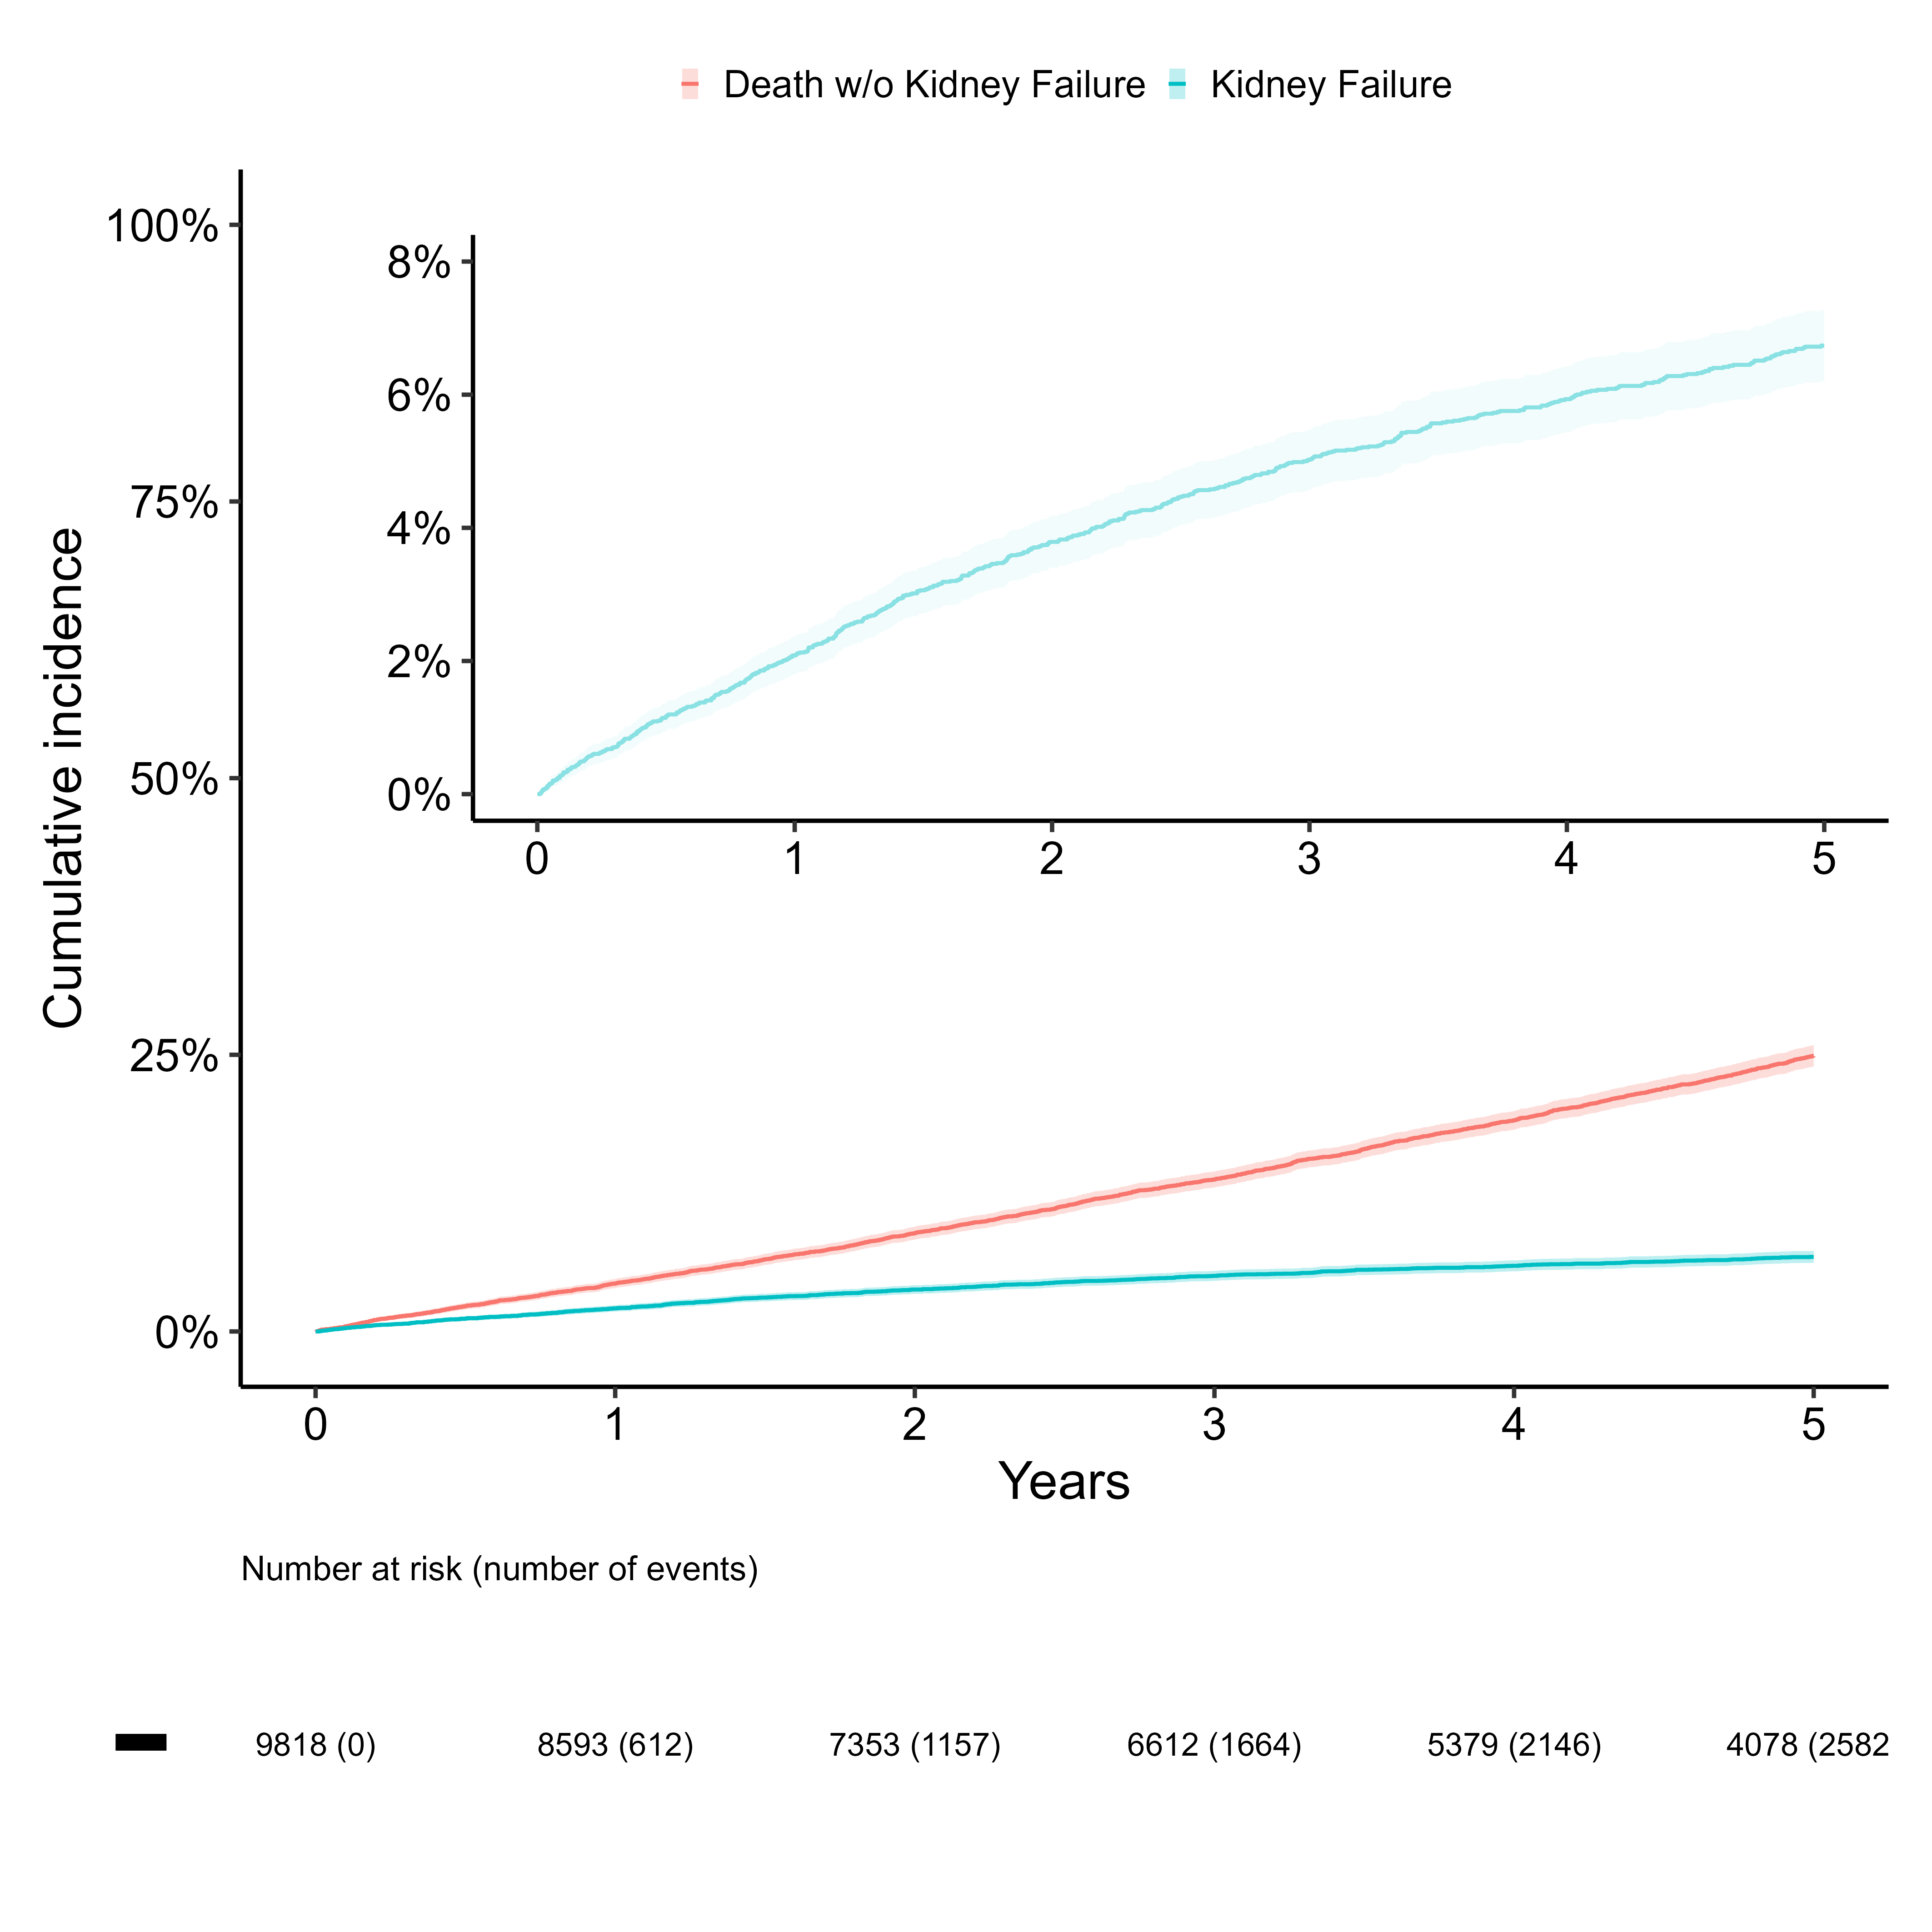 Death w/o Kidney Failure Kidney Failure
Cumulative incidence
100%
75%
50%
25%
0%
8%
6%
4%
2%
0%
0 1 2 3 4 5
0 1 2 3 4 5
Years
Number at risk (number of events)
9818 (0) 8593 (612) 7353 (1157) 6612 (1664) 5379 (2146) 4078 (2582